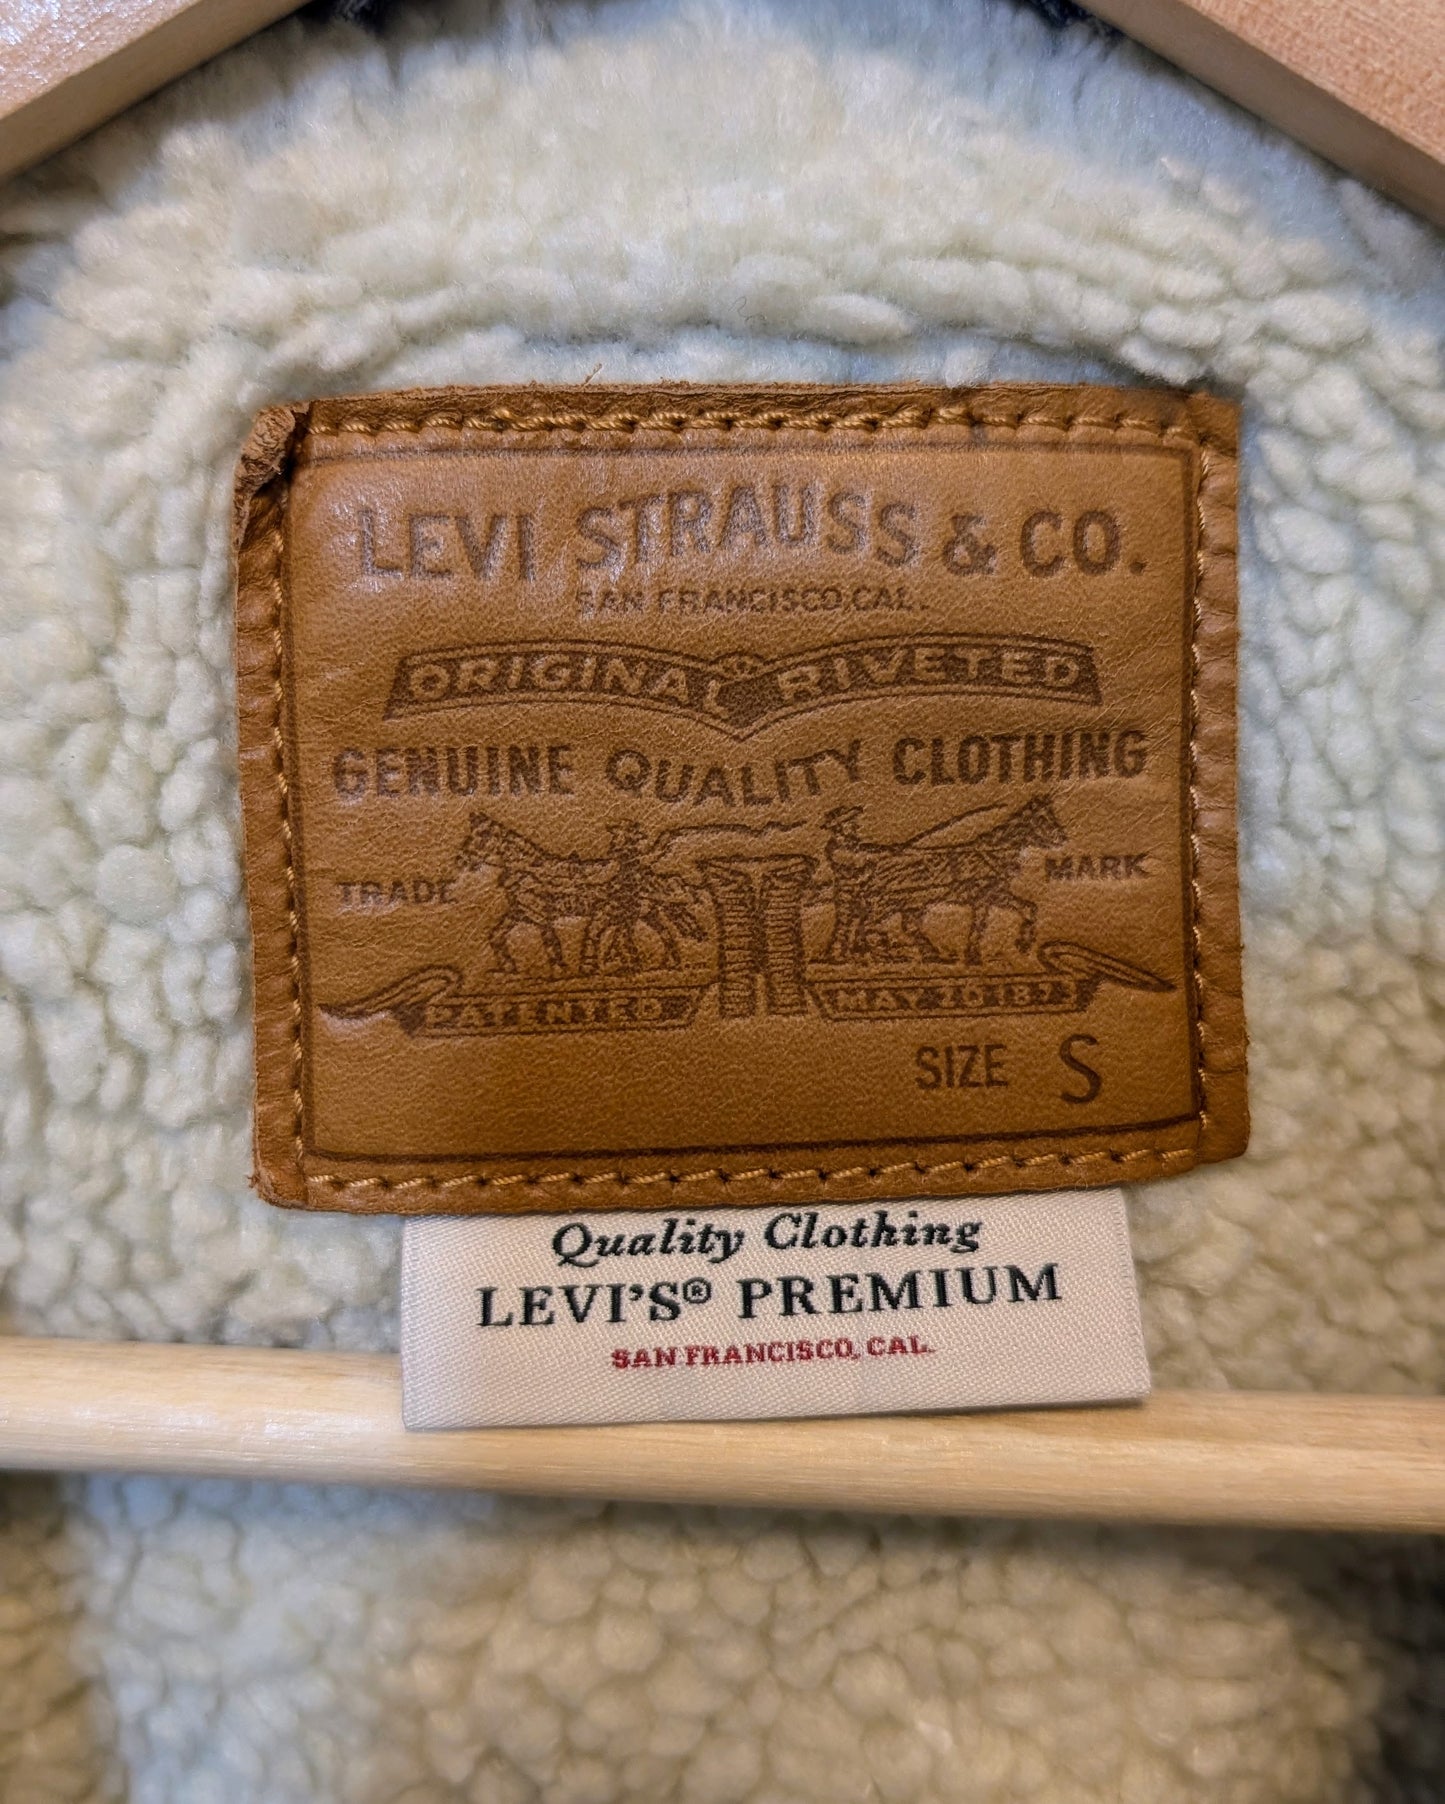 LEVI STRAUSS & CO.
SAN FRANCISCO, CAL.
ORIGINAL RIVETED
GENUINE QUALITY CLOTHING
TRADE MARK
PATENTED MAY 20 1873
SIZE S
Quality Clothing
LEVI'S® PREMIUM
SAN FRANCISCO, CAL.